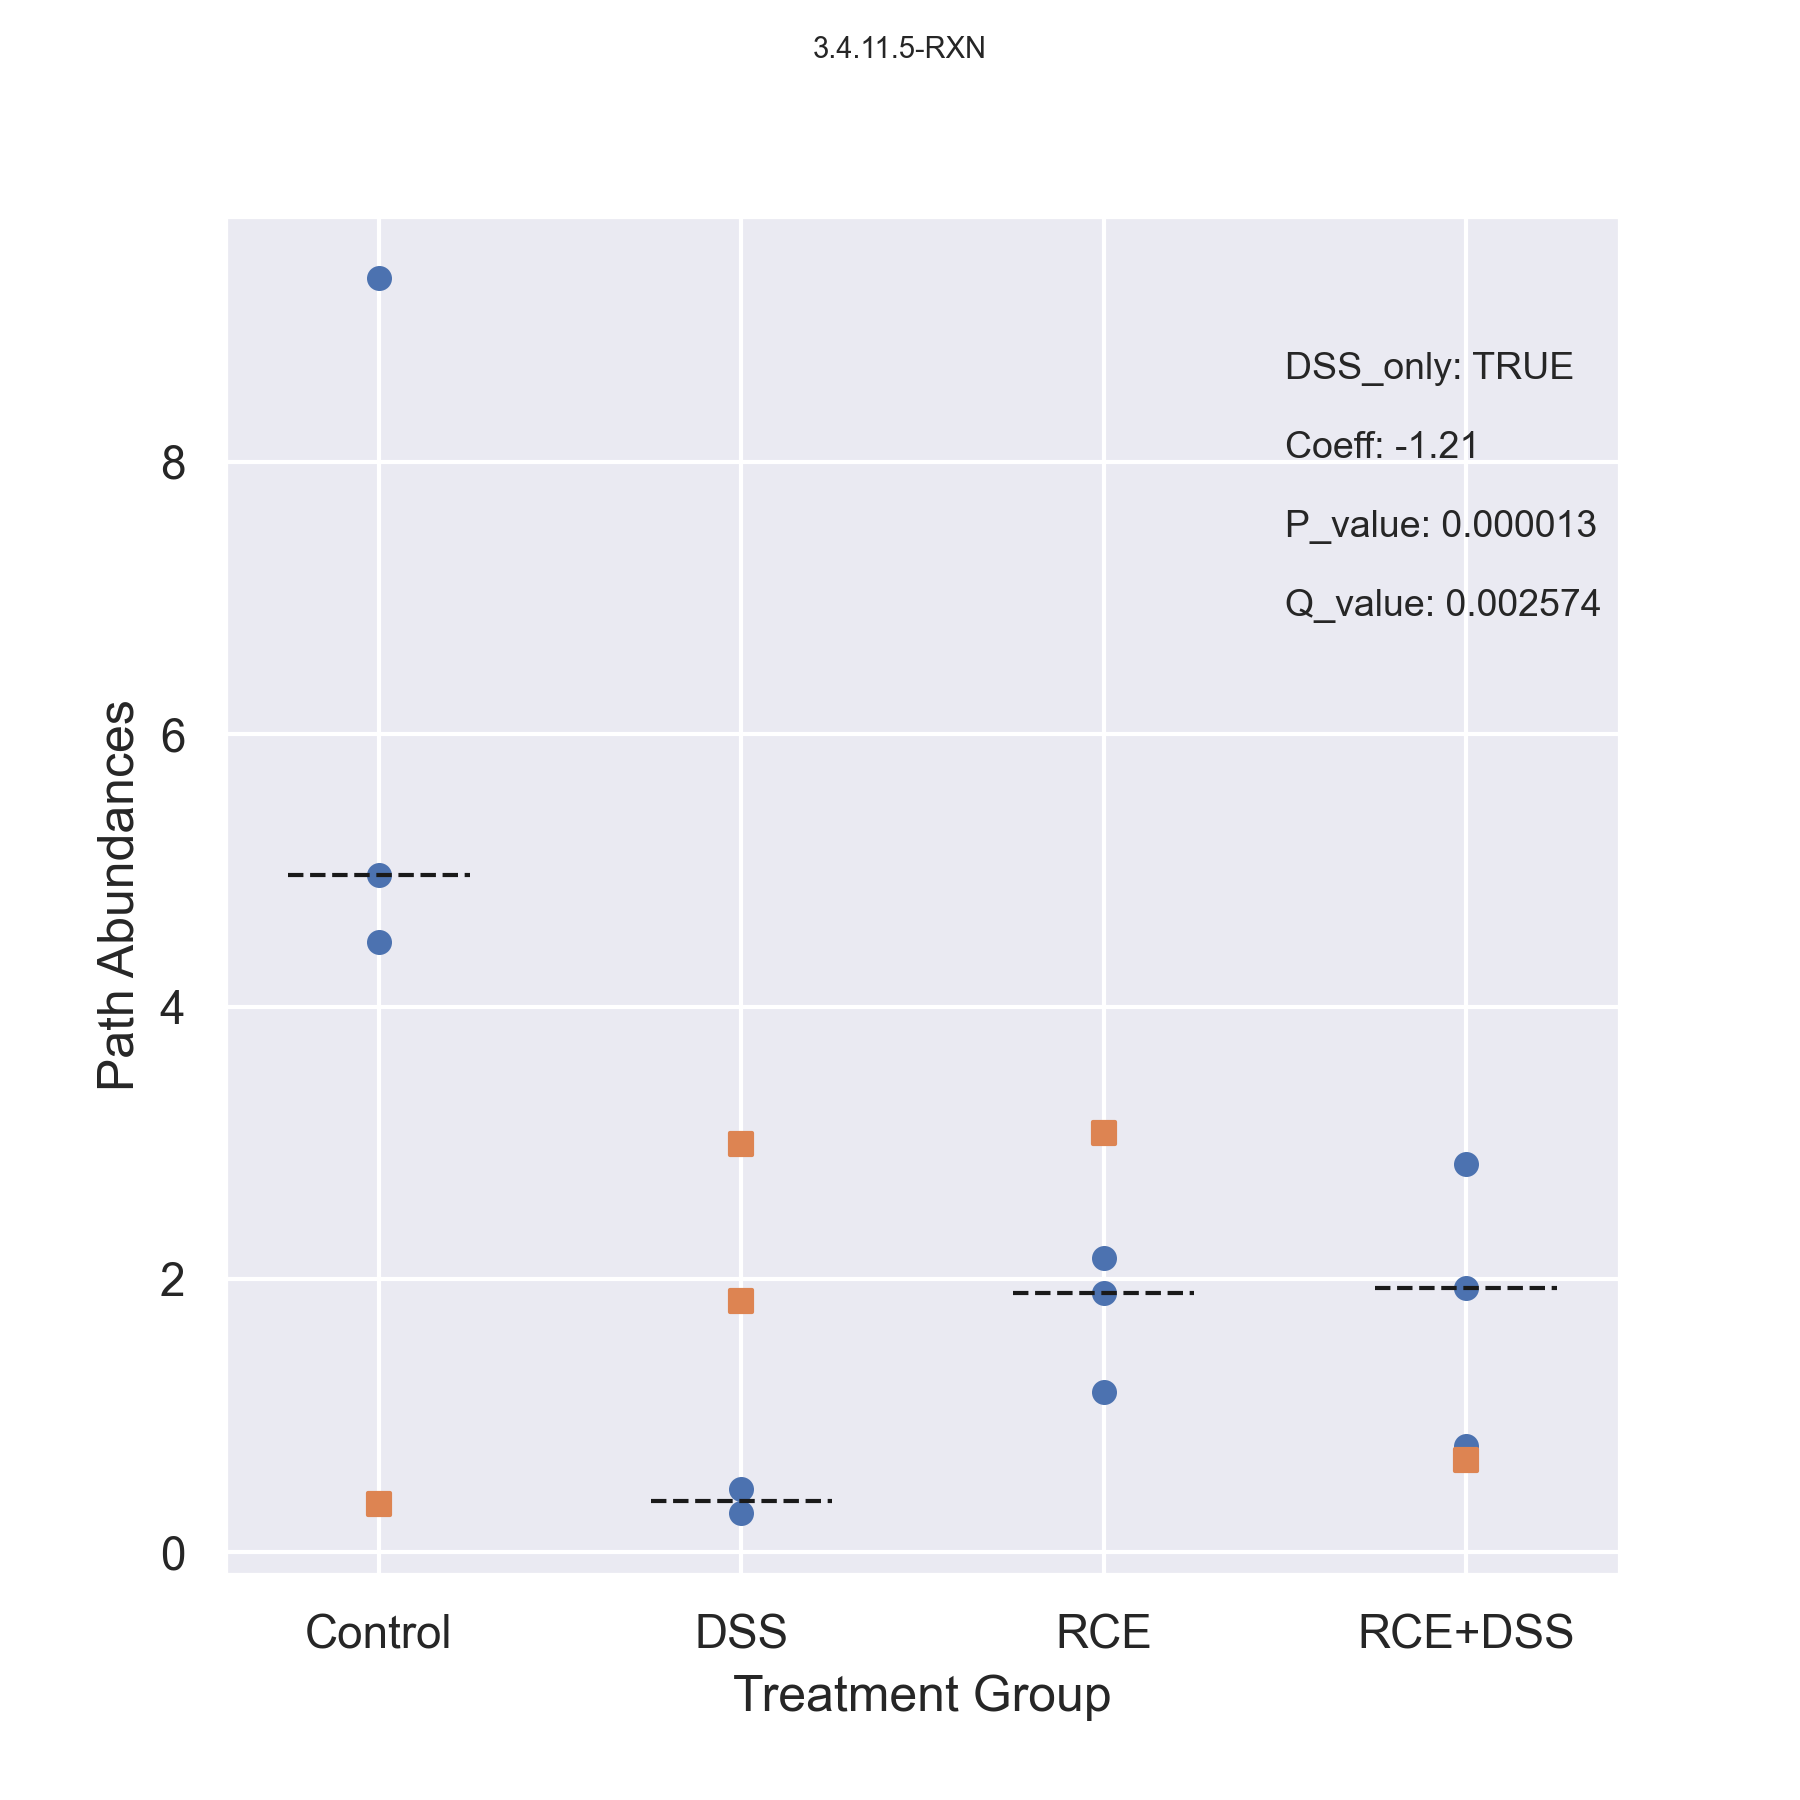 3.4.11.5-RXN
DSS_only: TRUE
Coeff: -1.21
P_value: 0.000013
Q_value: 0.002574
Path Abundances
8
6
4
2
0
Control DSS RCE RCE+DSS
Treatment Group